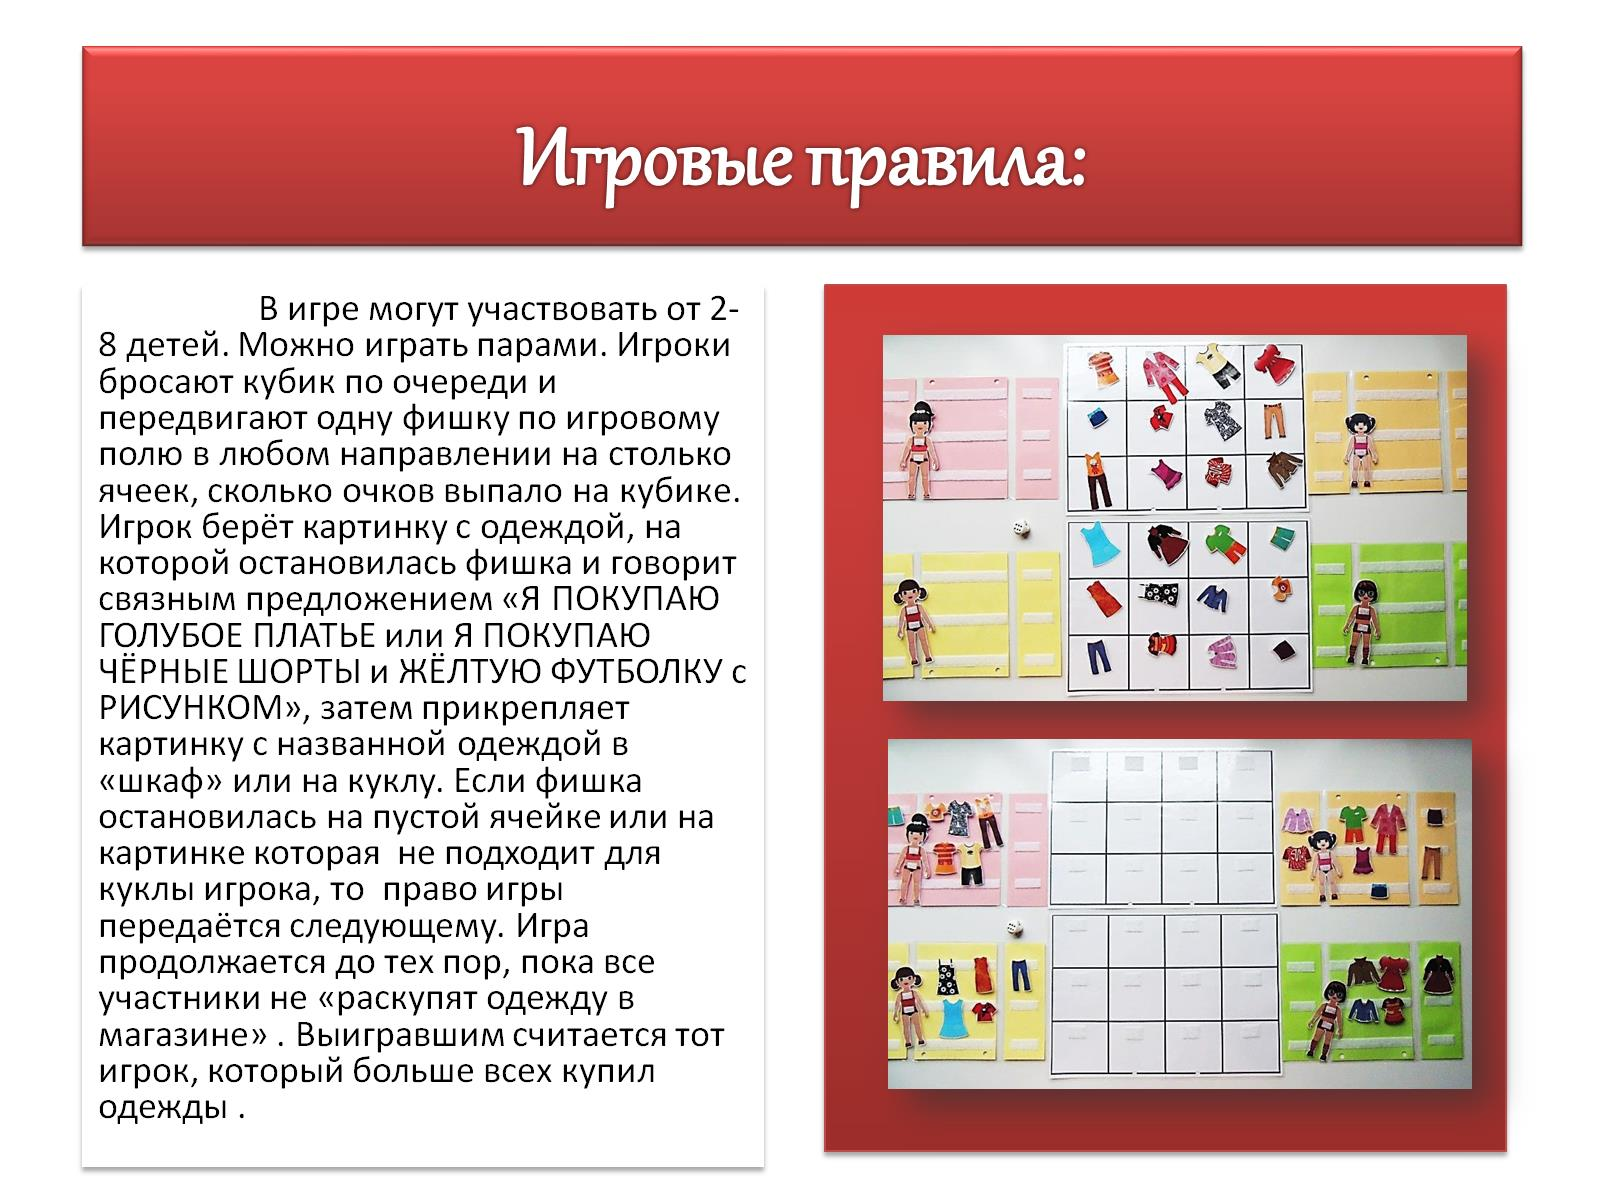 Игровые правила:
В игре могут участвовать от 2-
8 детей. Можно играть парами. Игроки
бросают кубик по очереди и
передвигают одну фишку по игровому
полю в любом направлении на столько
ячеек, сколько очков выпало на кубике.
Игрок берёт картинку с одеждой, на
которой остановилась фишка и говорит
связным предложением «Я ПОКУПАЮ
ГОЛУБОЕ ПЛАТЬЕ или Я ПОКУПАЮ
ЧЁРНЫЕ ШОРТЫ и ЖЁЛТУЮ ФУТБОЛКУ с
РИСУНКОМ», затем прикрепляет
картинку с названной одеждой в
«шкаф» или на куклу. Если фишка
остановилась на пустой ячейке или на
картинке которая  не подходит для
куклы игрока, то  право игры
передаётся следующему. Игра
продолжается до тех пор, пока все
участники не «раскупят одежду в
магазине» . Выигравшим считается тот
игрок, который больше всех купил
одежды .